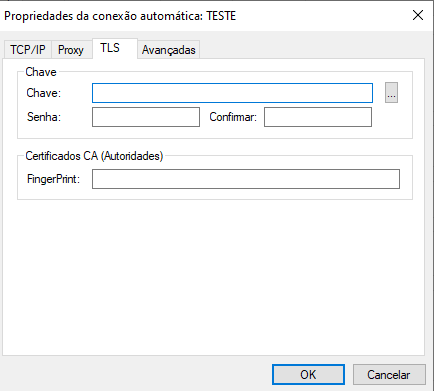 Propriedades da conexão automática: TESTE
TCP/IP Proxy TLS Avançadas
Chave
Chave: ...
Senha: Confirmar:
Certificados CA (Autoridades)
FingerPrint:
OK Cancelar